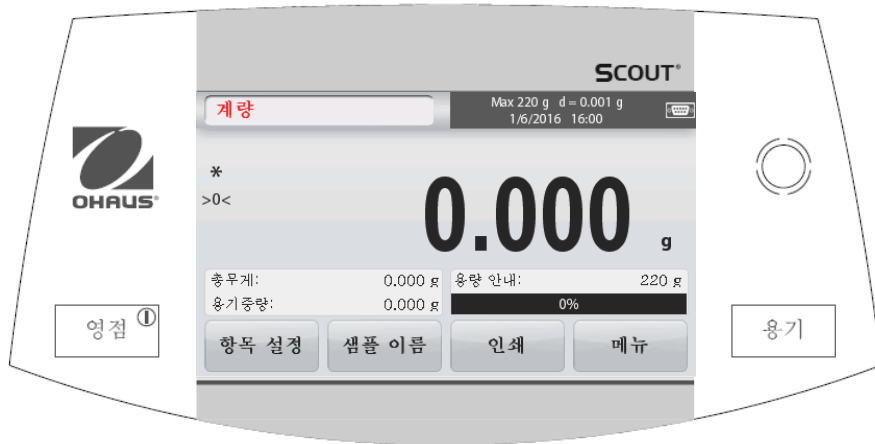 SCOUT®
계량
Max 220 g d = 0.001 g
1/6/2016 16:00
OHAUS®
*
>0<
0.000 g
총무게: 0.000 g
용량 안내: 220 g
용기중량: 0.000 g
0%
영점
용기
항목 설정
샘플 이름
인쇄
메뉴